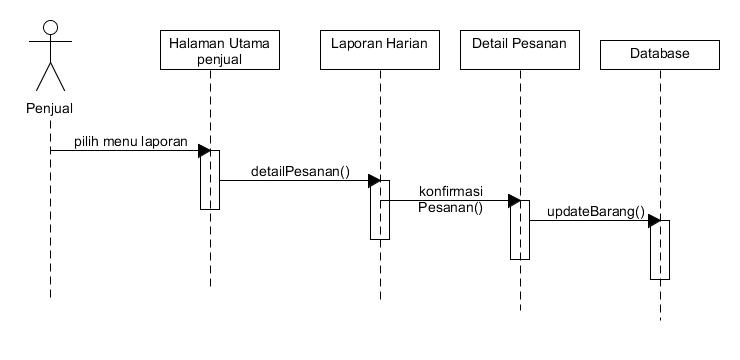 Penjual
Halaman Utama
penjual
Laporan Harian
Detail Pesanan
Database
pilih menu laporan
detailPesanan()
konfirmasi
Pesanan()
updateBarang()